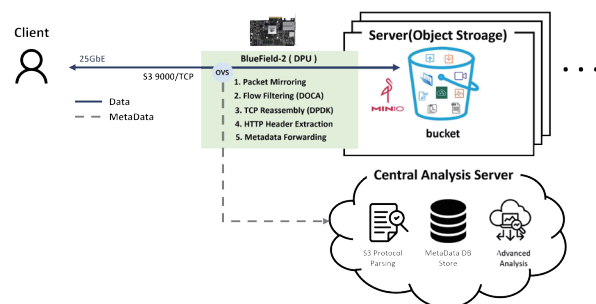 Client
25GbE
S3 9000/TCP
Data
MetaData
BlueField-2 ( DPU )
OVS
1. Packet Mirroring
2. Flow Filtering (DOCA)
3. TCP Reassembly (DPDK)
4. HTTP Header Extraction
5. Metadata Forwarding
Server(Object Stroage)
MINIO
bucket
Central Analysis Server
S3 Protocol
Parsing
MetaData DB
Store
Advanced
Analysis